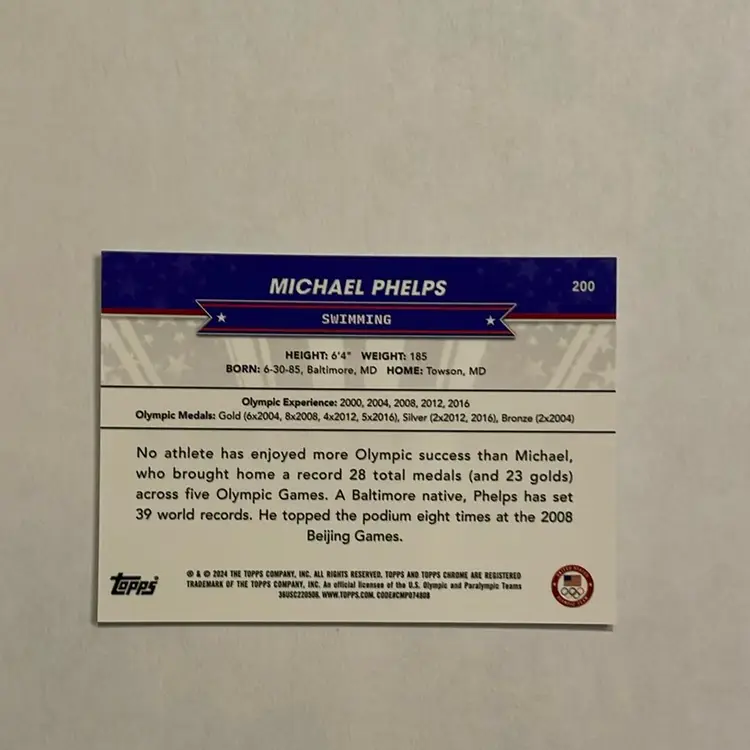 MICHAEL PHELPS
200
SWIMMING
HEIGHT: 6'4" WEIGHT: 185
BORN: 6-30-85, Baltimore, MD HOME: Towson, MD
Olympic Experience: 2000, 2004, 2008, 2012, 2016
Olympic Medals: Gold (6x2004, 8x2008, 4x2012, 5x2016), Silver (2x2012, 2016), Bronze (2x2004)
No athlete has enjoyed more Olympic success than Michael,
who brought home a record 28 total medals (and 23 golds)
across five Olympic Games. A Baltimore native, Phelps has set
39 world records. He topped the podium eight times at the 2008
Beijing Games.
topps
® & © 2024 THE TOPPS COMPANY, INC. ALL RIGHTS RESERVED. TOPPS AND TOPPS CHROME ARE REGISTERED
TRADEMARK OF THE TOPPS COMPANY, INC. An official licensee of the U.S. Olympic and Paralympic Teams
36USC220506. WWW.TOPPS.COM. CODE#CMP074808